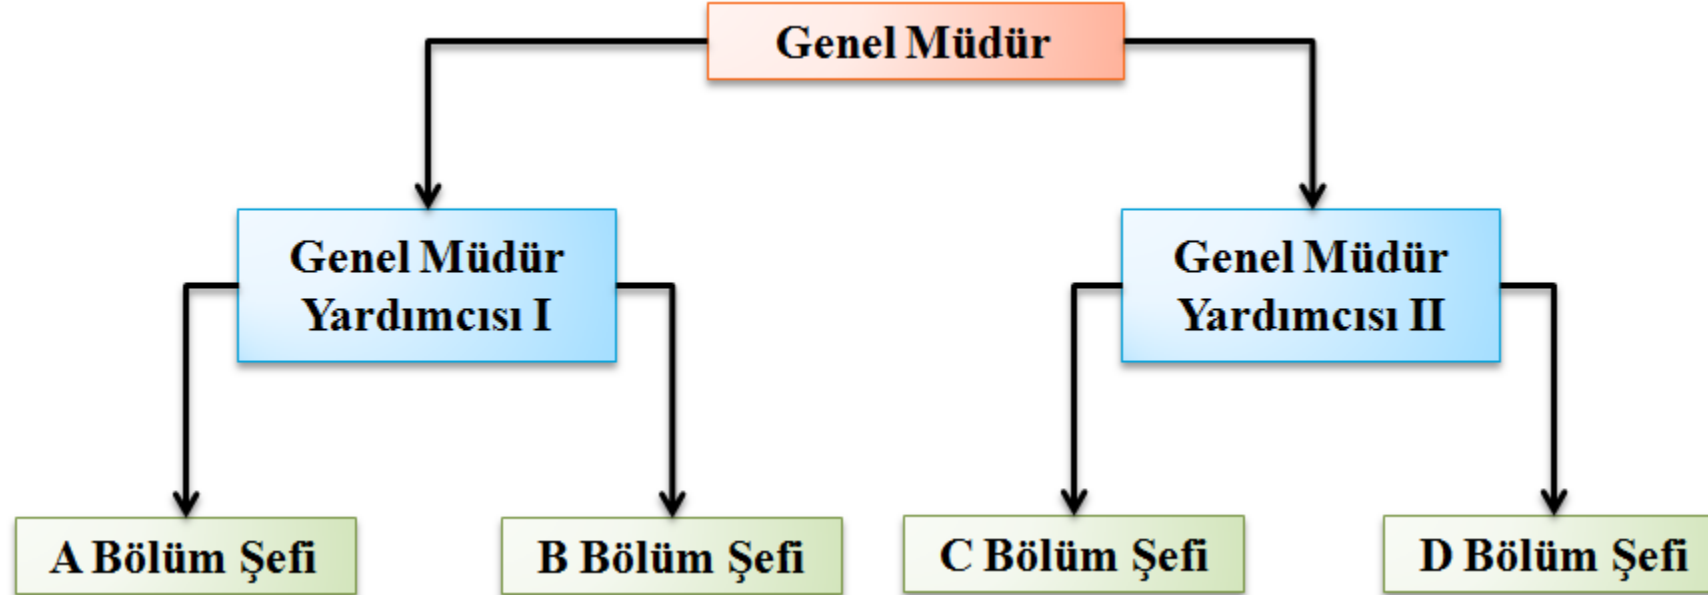 Genel Müdür
Genel Müdür
Yardımcısı I
Genel Müdür
Yardımcısı II
A Bölüm Şefi
B Bölüm Şefi
C Bölüm Şefi
D Bölüm Şefi